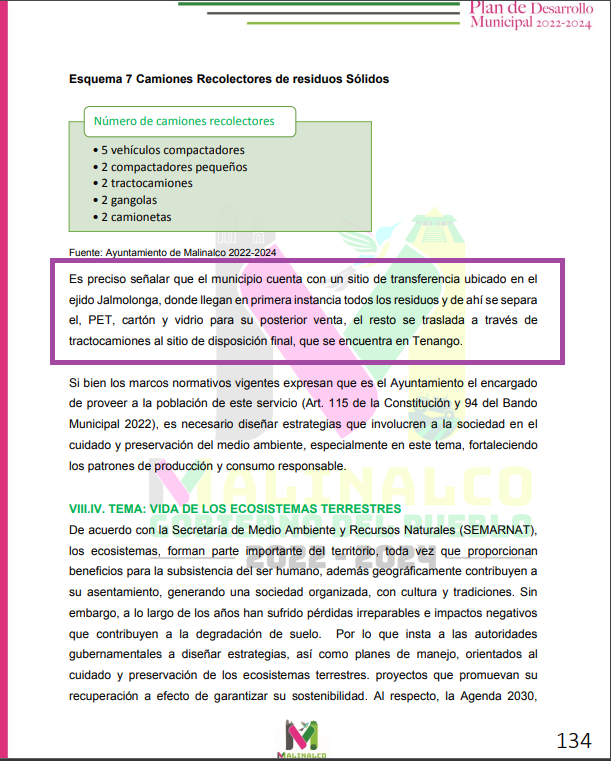 Plan de Desarrollo
Municipal 2022-2024
Esquema 7 Camiones Recolectores de residuos Sólidos
Número de camiones recolectores
• 5 vehículos compactadores
• 2 compactadores pequeños
• 2 tractocamiones
• 2 gangolas
• 2 camionetas
Fuente: Ayuntamiento de Malinalco 2022-2024
Es preciso señalar que el municipio cuenta con un sitio de transferencia ubicado en el
ejido Jalmolonga, donde llegan en primera instancia todos los residuos y de ahí se separa
el, PET, cartón y vidrio para su posterior venta, el resto se traslada a través de
tractocamiones al sitio de disposición final, que se encuentra en Tenango.
Si bien los marcos normativos vigentes expresan que es el Ayuntamiento el encargado
de proveer a la población de este servicio (Art. 115 de la Constitución y 94 del Bando
Municipal 2022), es necesario diseñar estrategias que involucren a la sociedad en el
cuidado y preservación del medio ambiente, especialmente en este tema, fortaleciendo
los patrones de producción y consumo responsable.
MALINALCO
VIII.IV. TEMA: VIDA DE LOS ECOSISTEMAS TERRESTRES
GOBIERNO DEL PUEBLO
2022 - 2024
De acuerdo con la Secretaría de Medio Ambiente y Recursos Naturales (SEMARNAT),
los ecosistemas, forman parte importante del territorio, toda vez que proporcionan
beneficios para la subsistencia del ser humano, además geográficamente contribuyen a
su asentamiento, generando una sociedad organizada, con cultura y tradiciones. Sin
embargo, a lo largo de los años han sufrido pérdidas irreparables e impactos negativos
que contribuyen a la degradación de suelo. Por lo que insta a las autoridades
gubernamentales a diseñar estrategias, así como planes de manejo, orientados al
cuidado y preservación de los ecosistemas terrestres. proyectos que promuevan su
recuperación a efecto de garantizar su sostenibilidad. Al respecto, la Agenda 2030,
MALINALCO
134